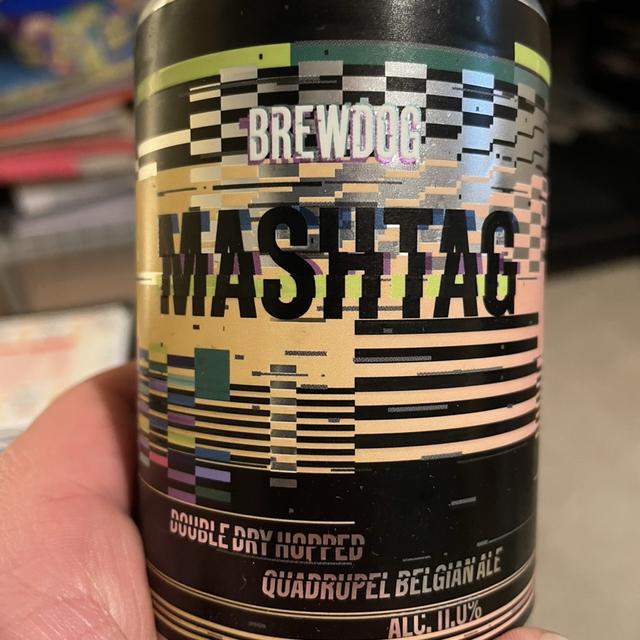 BREWDOG
MASHTAG
DOUBLE DRY HOPPED
QUADRUPEL BELGIAN ALE
ALC. 11.0%